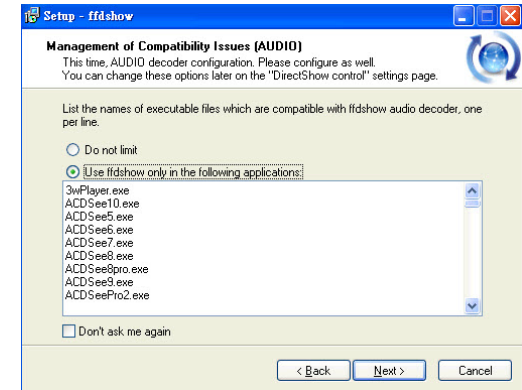 Setup - ffdshow
Management of Compatibility Issues (AUDIO)
This time, AUDIO decoder configuration. Please configure as well.
You can change these options later on the "DirectShow control" settings page.
List the names of executable files which are compatible with ffdshow audio decoder, one
per line.
Do not limit
Use ffdshow only in the following applications:
3wPlayer.exe
ACDSee10.exe
ACDSee5.exe
ACDSee6.exe
ACDSee7.exe
ACDSee8.exe
ACDSee8pro.exe
ACDSee9.exe
ACDSeePro2.exe
Don't ask me again
< Back Next > Cancel